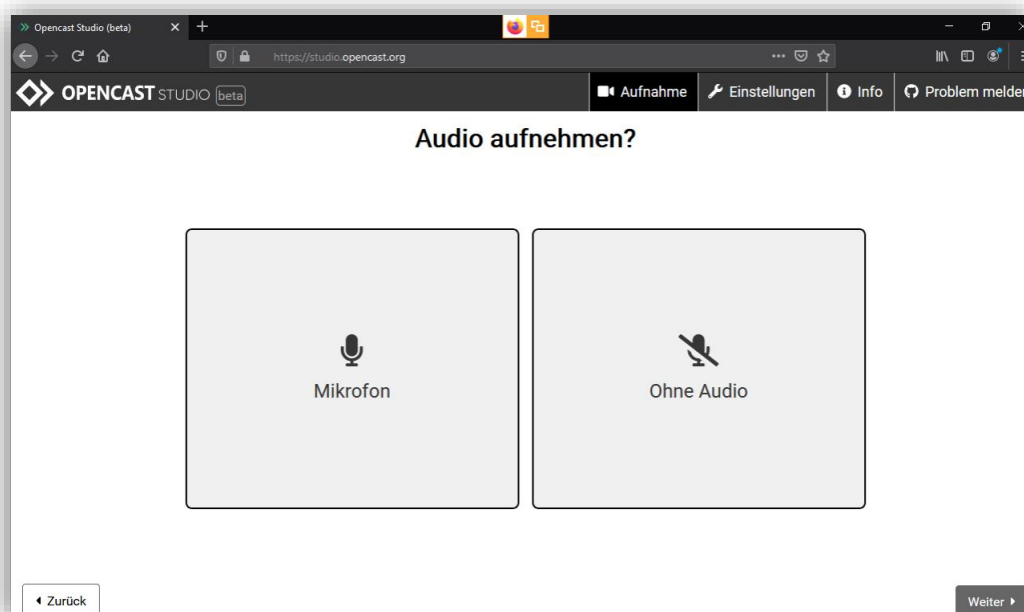 Opencast Studio (beta)
https://studio.opencast.org
OPENCAST STUDIO beta
Aufnahme
Einstellungen
Info
Problem melden
Audio aufnehmen?
Mikrofon
Ohne Audio
Zurück
Weiter